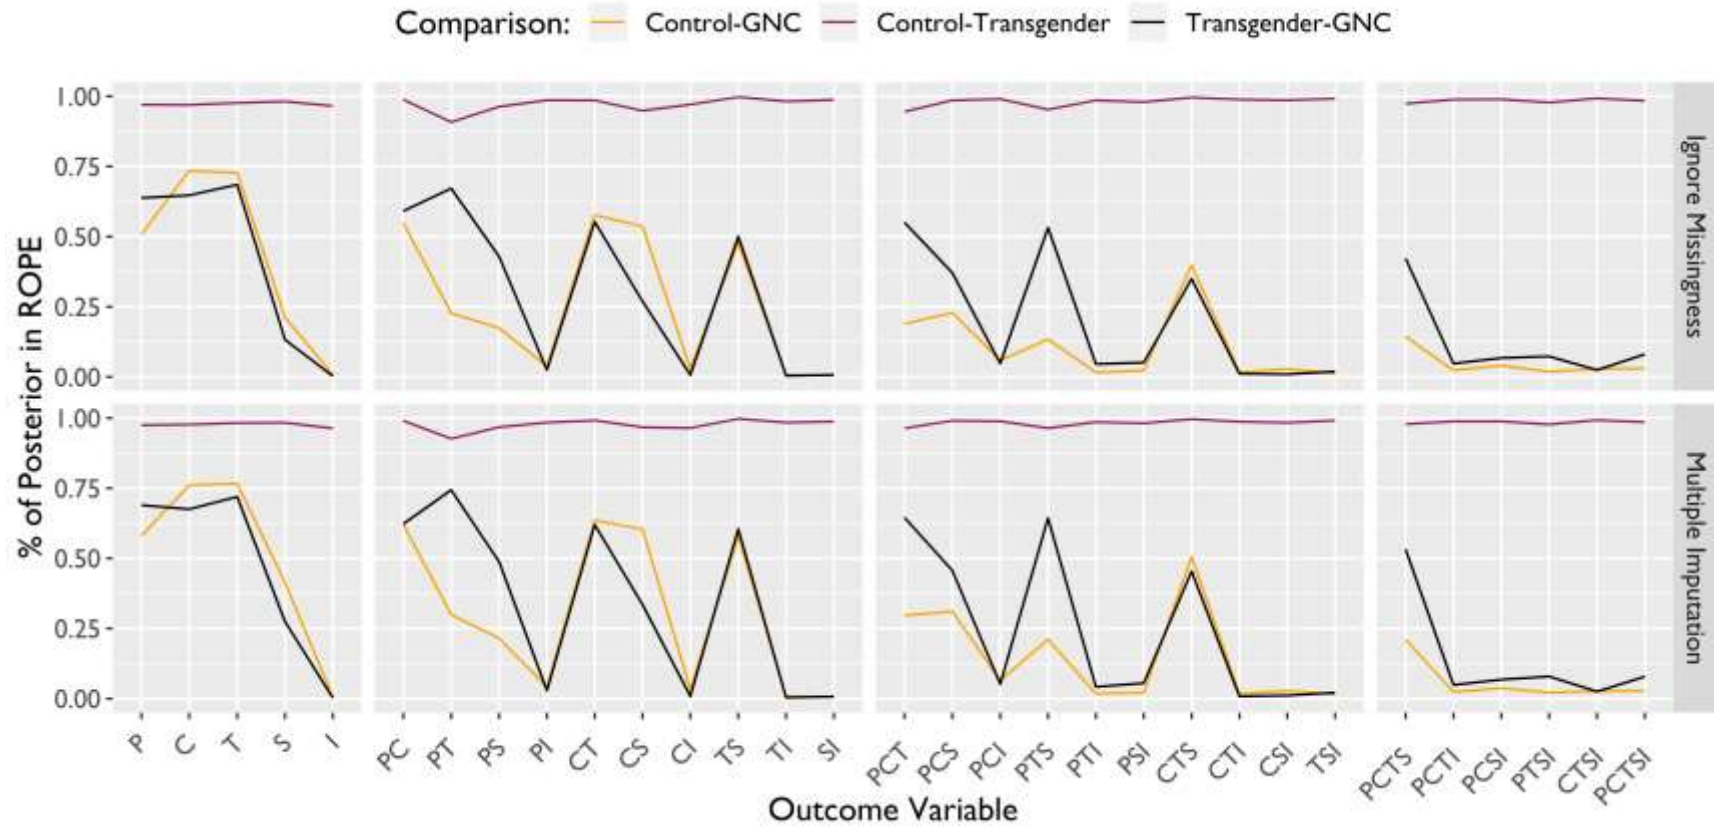 Comparison: Control-GNC Control-Transgender Transgender-GNC
% of Posterior in ROPE
1.00
0.75
0.50
0.25
0.00
Ignore Missingness
1.00
0.75
0.50
0.25
0.00
Multiple Imputation
P C T S I PC PT PS PI CT CS CI TS TI SI PCT PCS PCI PTS PTI PSI CTS CTI CSI TSI PCTS PCTI PCSI PTSI CTSI PCTSI
Outcome Variable